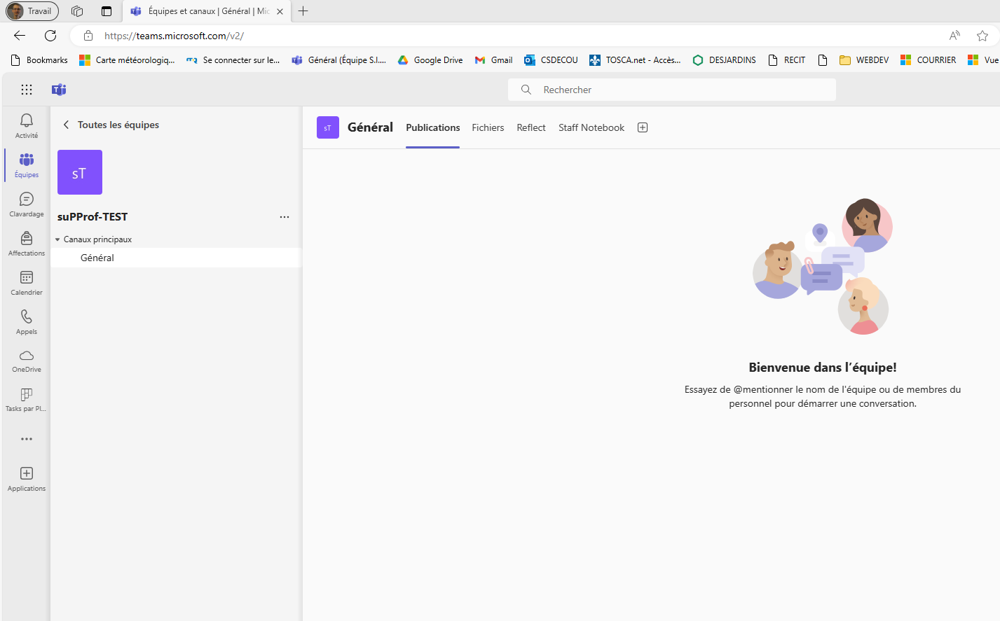 Travail
Équipes et canaux | Général | Mic
https://teams.microsoft.com/v2/
Bookmarks
Carte météorologiq...
Se connecter sur le...
Général (Équipe S.I....
Google Drive
Gmail
CSDECOU
TOSCA.net - Accès...
DESJARDINS
RECIT
WEBDEV
COURRIER
Vue
Rechercher
Activité
Équipes
Clavardage
Affectations
Calendrier
Appels
OneDrive
Tasks par Pl...
Applications
Toutes les équipes
sT
suPProf-TEST
Canaux principaux
Général
sT
Général
Publications
Fichiers
Reflect
Staff Notebook
Bienvenue dans l’équipe!
Essayez de @mentionner le nom de l'équipe ou de membres du
personnel pour démarrer une conversation.